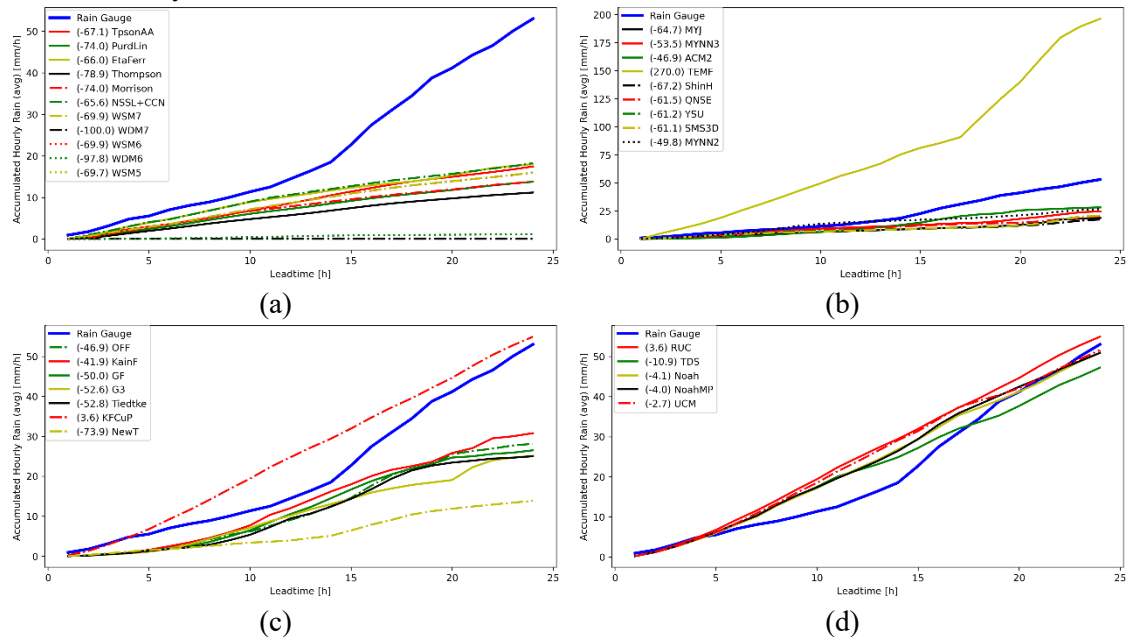 Rain Gauge
(-67.1) TpsonAA
(-74.0) PurdLin
(-66.0) EtaFerr
(-78.9) Thompson
(-74.0) Morrison
(-65.6) NSSL+CCN
(-69.9) WSM7
(-100.0) WDM7
(-69.9) WSM6
(-97.8) WDM6
(-69.7) WSM5
Accumulated Hourly Rain (avg) [mm/h]
50
40
30
20
10
0
0 5 10 15 20 25
Leadtime [h]
(a)
Rain Gauge
(-64.7) MYJ
(-53.5) MYNN3
(-46.9) ACM2
(270.0) TEMF
(-67.2) ShinH
(-61.5) QNSE
(-61.2) YSU
(-61.1) SMS3D
(-49.8) MYNN2
Accumulated Hourly Rain (avg) [mm/h]
200
175
150
125
100
75
50
25
0
0 5 10 15 20 25
Leadtime [h]
(b)
Rain Gauge
(-46.9) OFF
(-41.9) KainF
(-50.0) GF
(-52.6) G3
(-52.8) Tiedtke
(3.6) KFCuP
(-73.9) NewT
Accumulated Hourly Rain (avg) [mm/h]
50
40
30
20
10
0
0 5 10 15 20 25
Leadtime [h]
(c)
Rain Gauge
(3.6) RUC
(-10.9) TDS
(-4.1) Noah
(-4.0) NoahMP
(-2.7) UCM
Accumulated Hourly Rain (avg) [mm/h]
50
40
30
20
10
0
0 5 10 15 20 25
Leadtime [h]
(d)